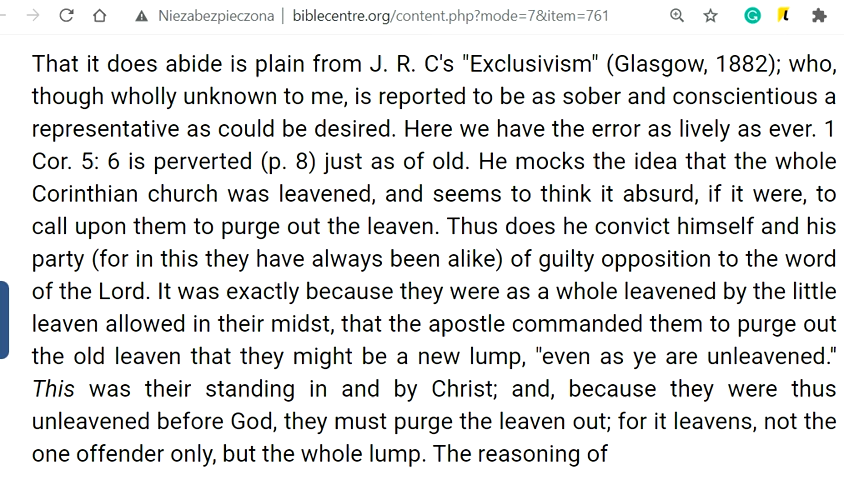 Niezabezpieczona | biblecentre.org/content.php?mode=7&item=761
That it does abide is plain from J. R. C's "Exclusivism" (Glasgow, 1882); who,
though wholly unknown to me, is reported to be as sober and conscientious a
representative as could be desired. Here we have the error as lively as ever. 1
Cor. 5: 6 is perverted (p. 8) just as of old. He mocks the idea that the whole
Corinthian church was leavened, and seems to think it absurd, if it were, to
call upon them to purge out the leaven. Thus does he convict himself and his
party (for in this they have always been alike) of guilty opposition to the word
of the Lord. It was exactly because they were as a whole leavened by the little
leaven allowed in their midst, that the apostle commanded them to purge out
the old leaven that they might be a new lump, "even as ye are unleavened."
This was their standing in and by Christ; and, because they were thus
unleavened before God, they must purge the leaven out; for it leavens, not the
one offender only, but the whole lump. The reasoning of